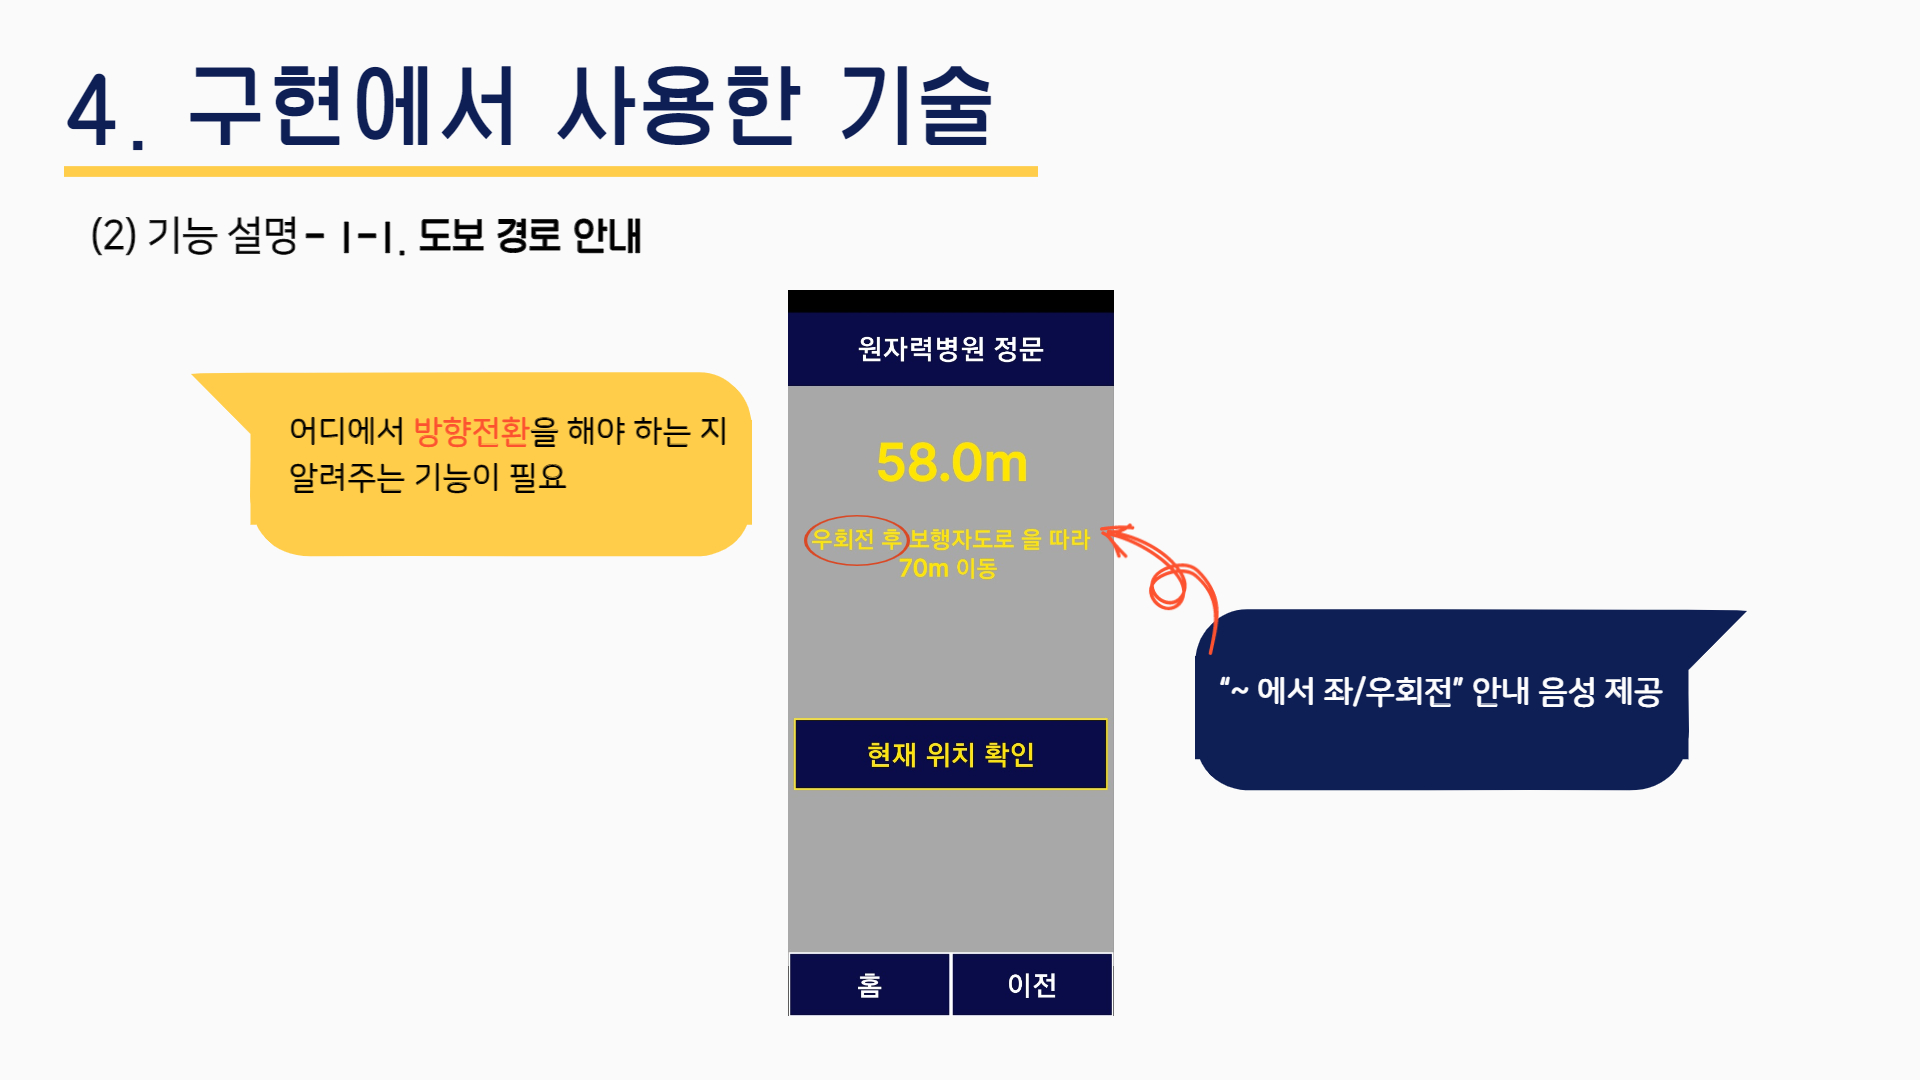 4. 구현에서 사용한 기술
(2) 기능 설명 - 1-1. 도보 경로 안내
어디에서 방향전환을 해야 하는 지
알려주는 기능이 필요
원자력병원 정문
58.0m
우회전 후 보행자도로 을 따라
70m 이동
현재 위치 확인
홈
이전
“~ 에서 좌/우회전” 안내 음성 제공